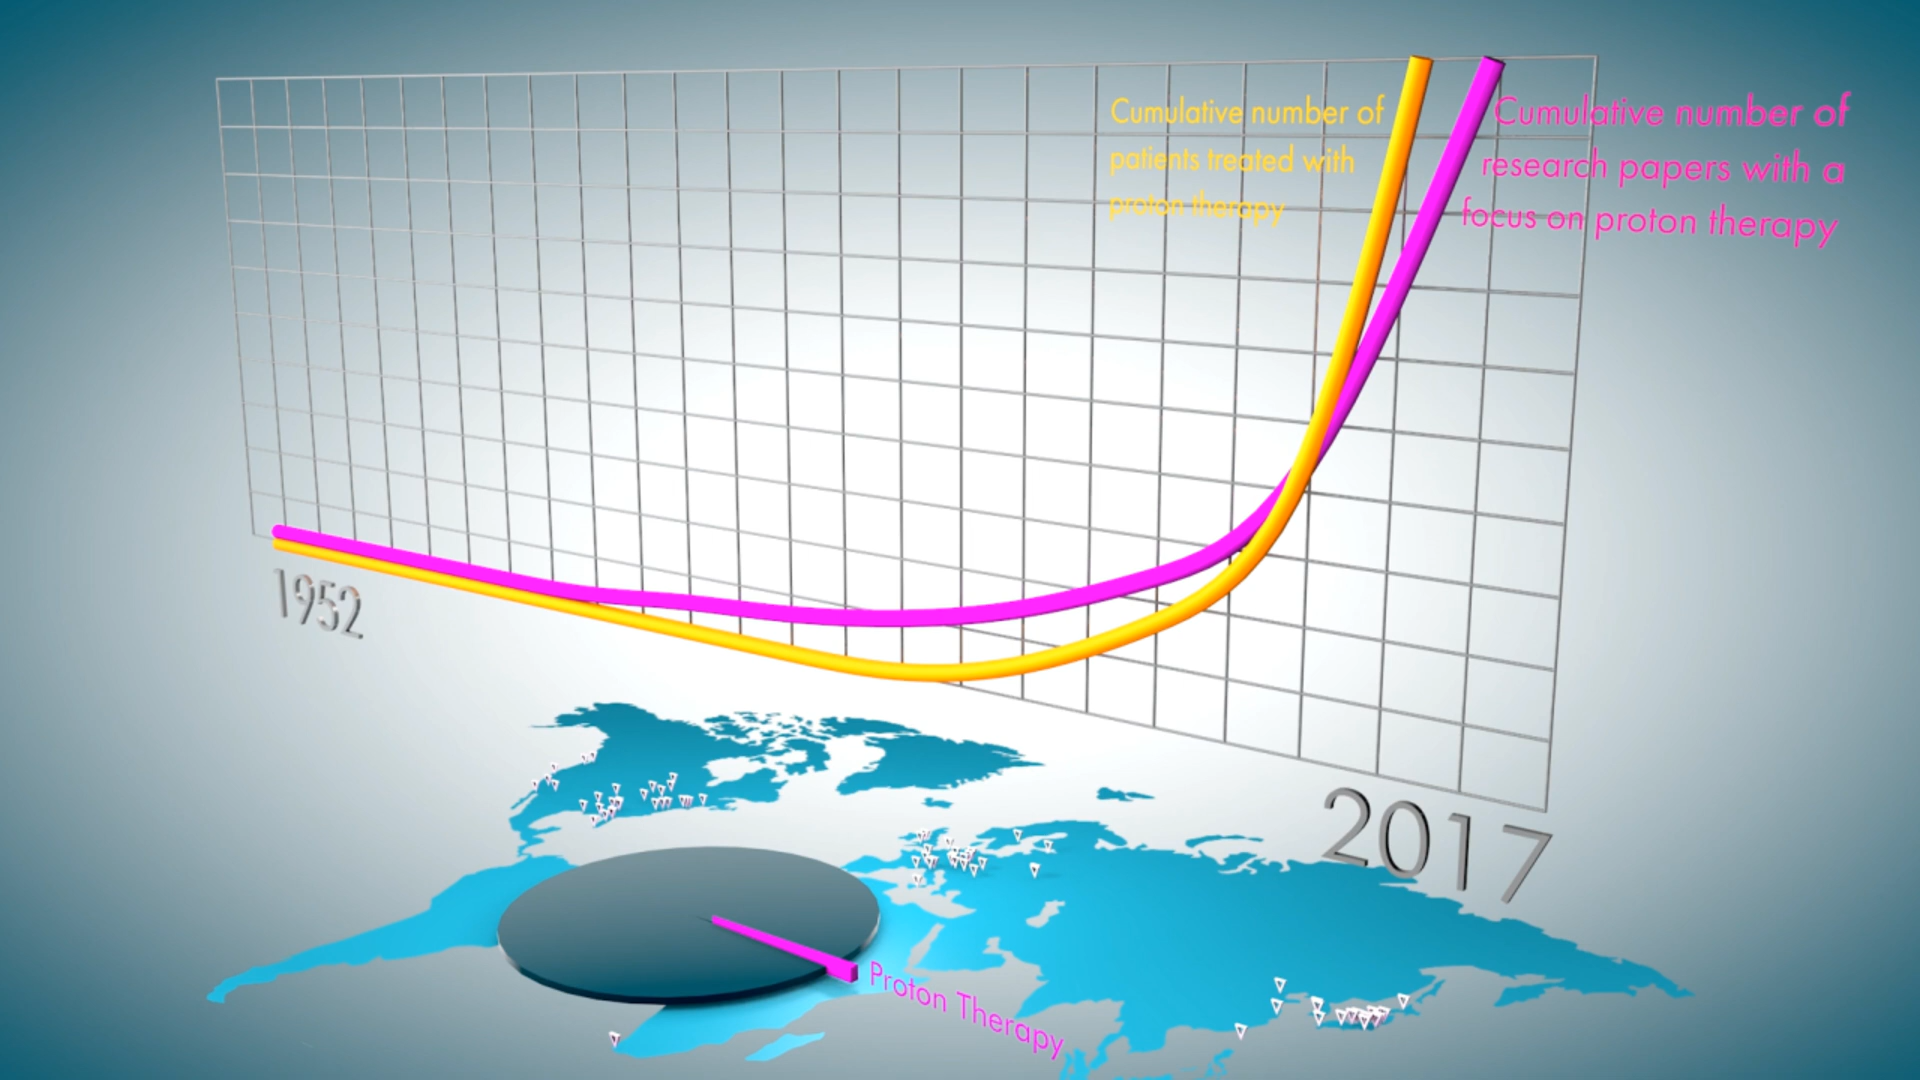 Cumulative number of
patients treated with
proton therapy
Cumulative number of
research papers with a
focus on proton therapy
1952
2017
Proton Therapy